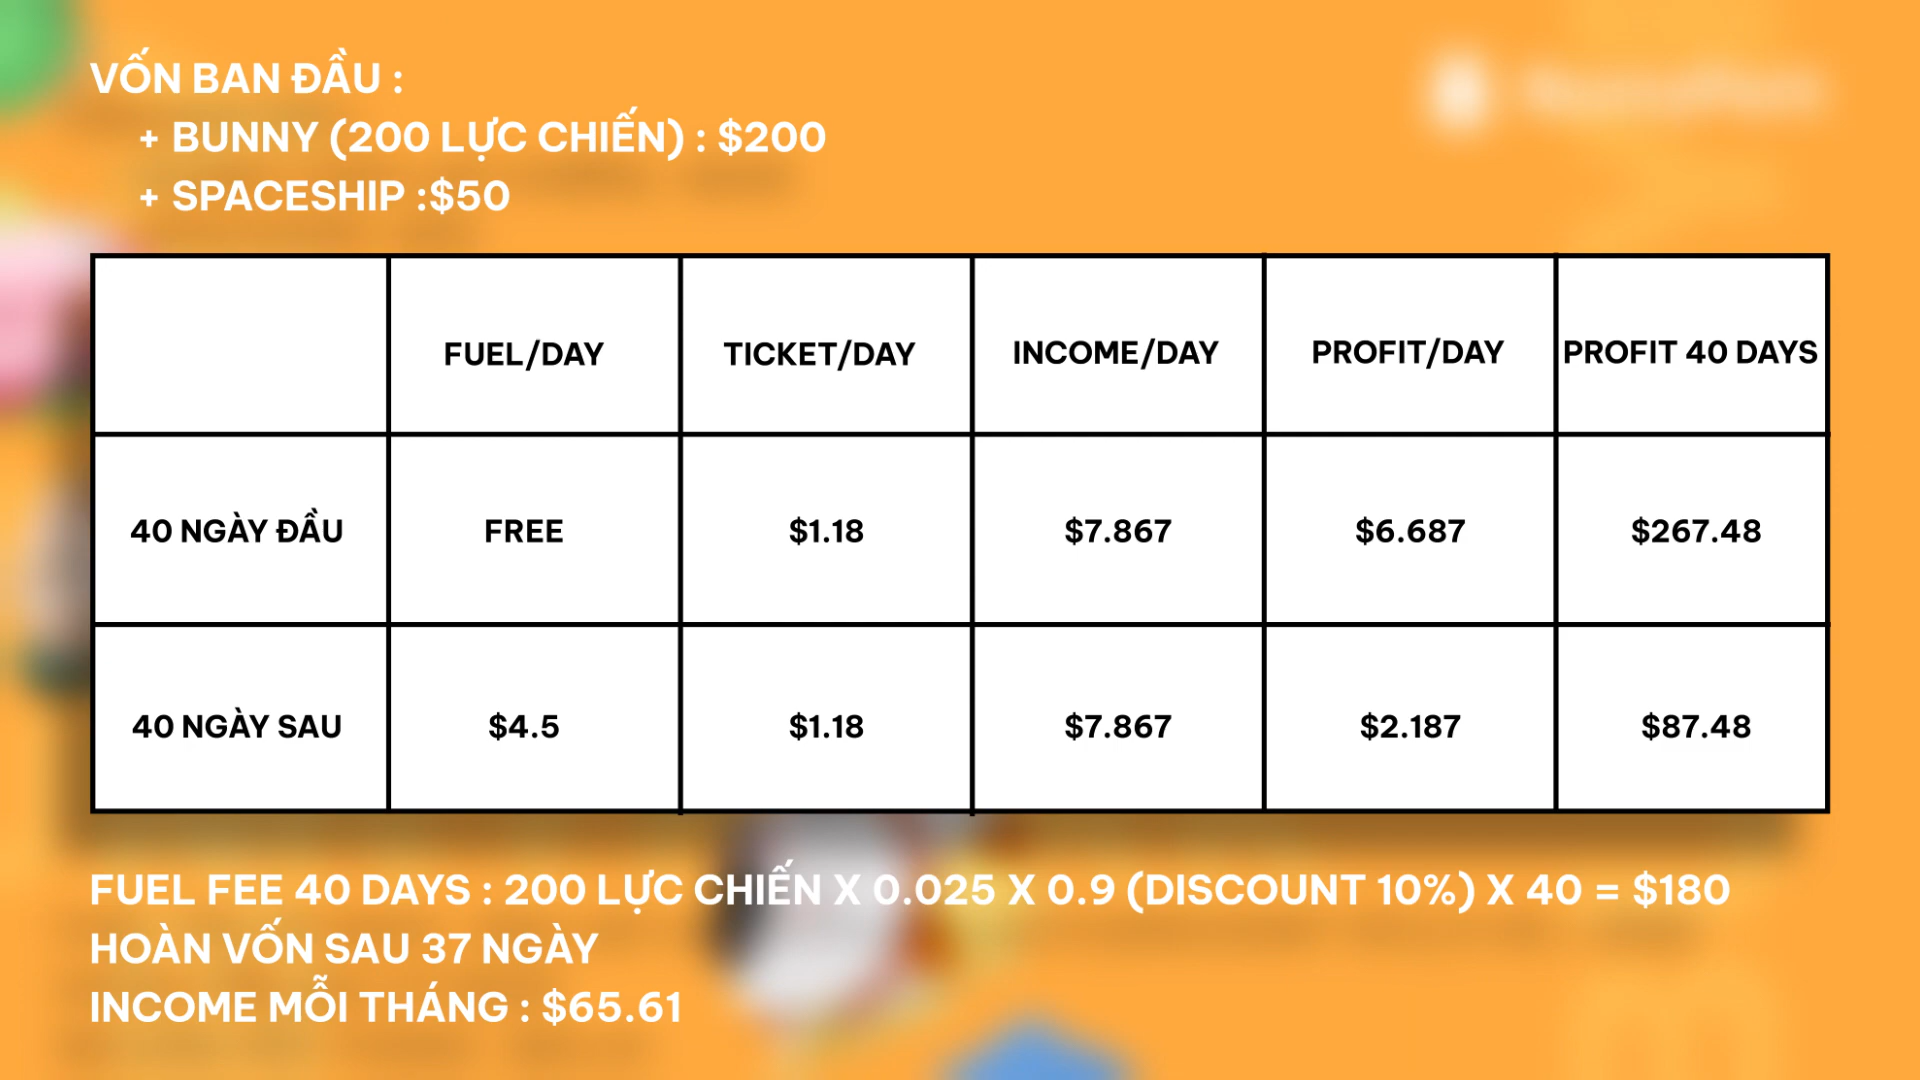 VỐN BAN ĐẦU :
+ BUNNY (200 LỰC CHIẾN) : $200
+ SPACESHIP :$50
FUEL/DAY TICKET/DAY INCOME/DAY PROFIT/DAY PROFIT 40 DAYS
40 NGÀY ĐẦU FREE $1.18 $7.867 $6.687 $267.48
40 NGÀY SAU $4.5 $1.18 $7.867 $2.187 $87.48
FUEL FEE 40 DAYS : 200 LỰC CHIẾN X 0.025 X 0.9 (DISCOUNT 10%) X 40 = $180
HOÀN VỐN SAU 37 NGÀY
INCOME MỖI THÁNG : $65.61